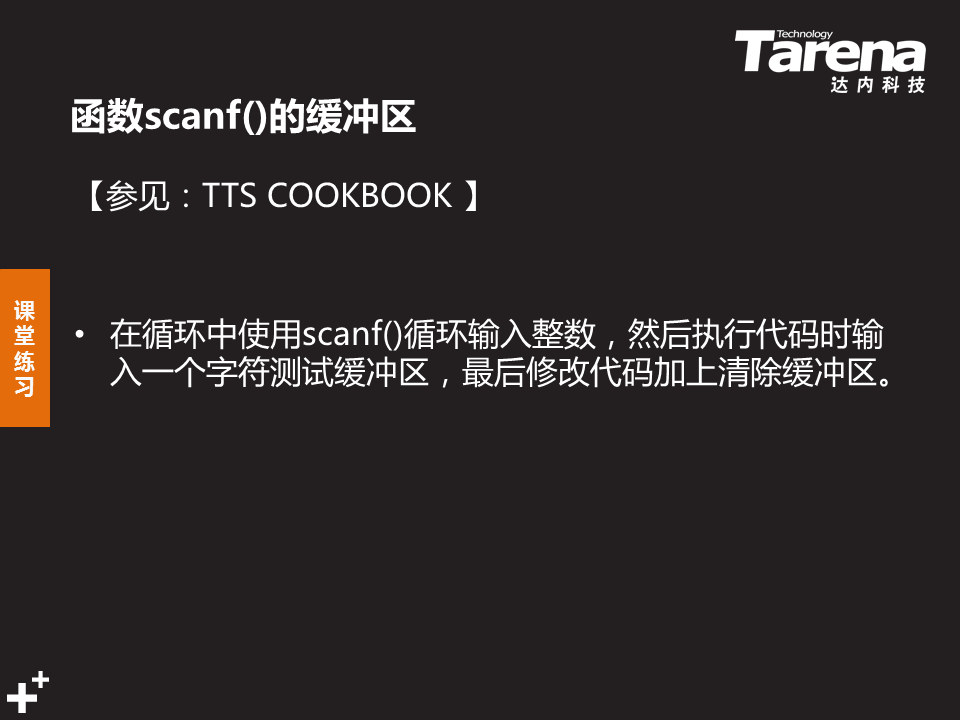 Technology
Tarena
达内科技
函数scanf()的缓冲区
【参见：TTS COOKBOOK 】
课
堂
练
习
• 在循环中使用scanf()循环输入整数，然后执行代码时输
入一个字符测试缓冲区，最后修改代码加上清除缓冲区。